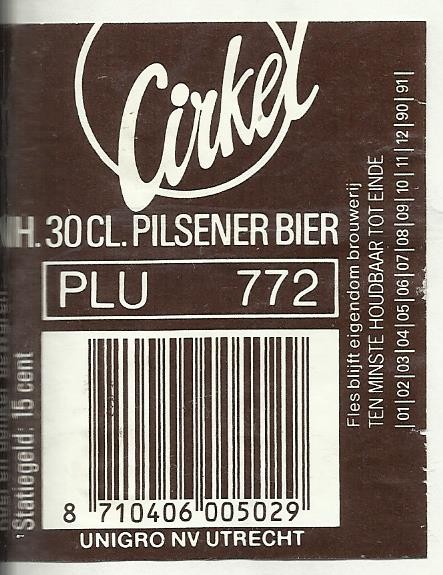 Cirkel
INH. 30 CL. PILSENER BIER
PLU 772
8 710406 005029
UNIGRO NV UTRECHT
Statiegeld: 15 cent
Fles blijft eigendom brouwerij
TEN MINSTE HOUDBAAR TOT EINDE
|01|02|03|04|05|06|07|08|09|10|11|12|90|91|